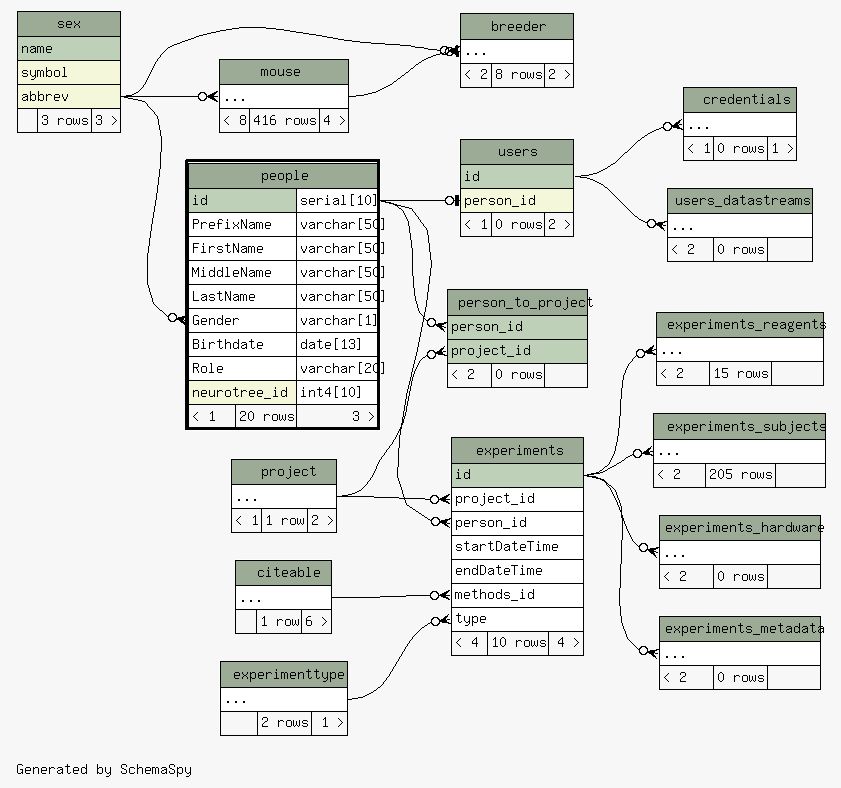 sex
name
symbol
abbrev
3 rows 3 >
mouse
...
< 8 416 rows 4 >
breeder
...
< 2 8 rows 2 >
credentials
...
< 1 0 rows 1 >
users
id
person_id
< 1 0 rows 2 >
users_datastreams
...
< 2 0 rows
people
id serial[10]
PrefixName varchar[50]
FirstName varchar[50]
MiddleName varchar[50]
LastName varchar[50]
Gender varchar[1]
Birthdate date[13]
Role varchar[20]
neurotree_id int4[10]
< 1 20 rows 3 >
person_to_project
person_id
project_id
< 2 0 rows
experiments_reagents
...
< 2 15 rows
experiments_subjects
...
< 2 205 rows
experiments
id
project_id
person_id
startDateTime
endDateTime
methods_id
type
< 4 10 rows 4 >
project
...
< 1 1 row 2 >
experiments_hardware
...
< 2 0 rows
citeable
...
1 row 6 >
experiments_metadata
...
< 2 0 rows
experimenttype
...
2 rows 1 >
Generated by SchemaSpy